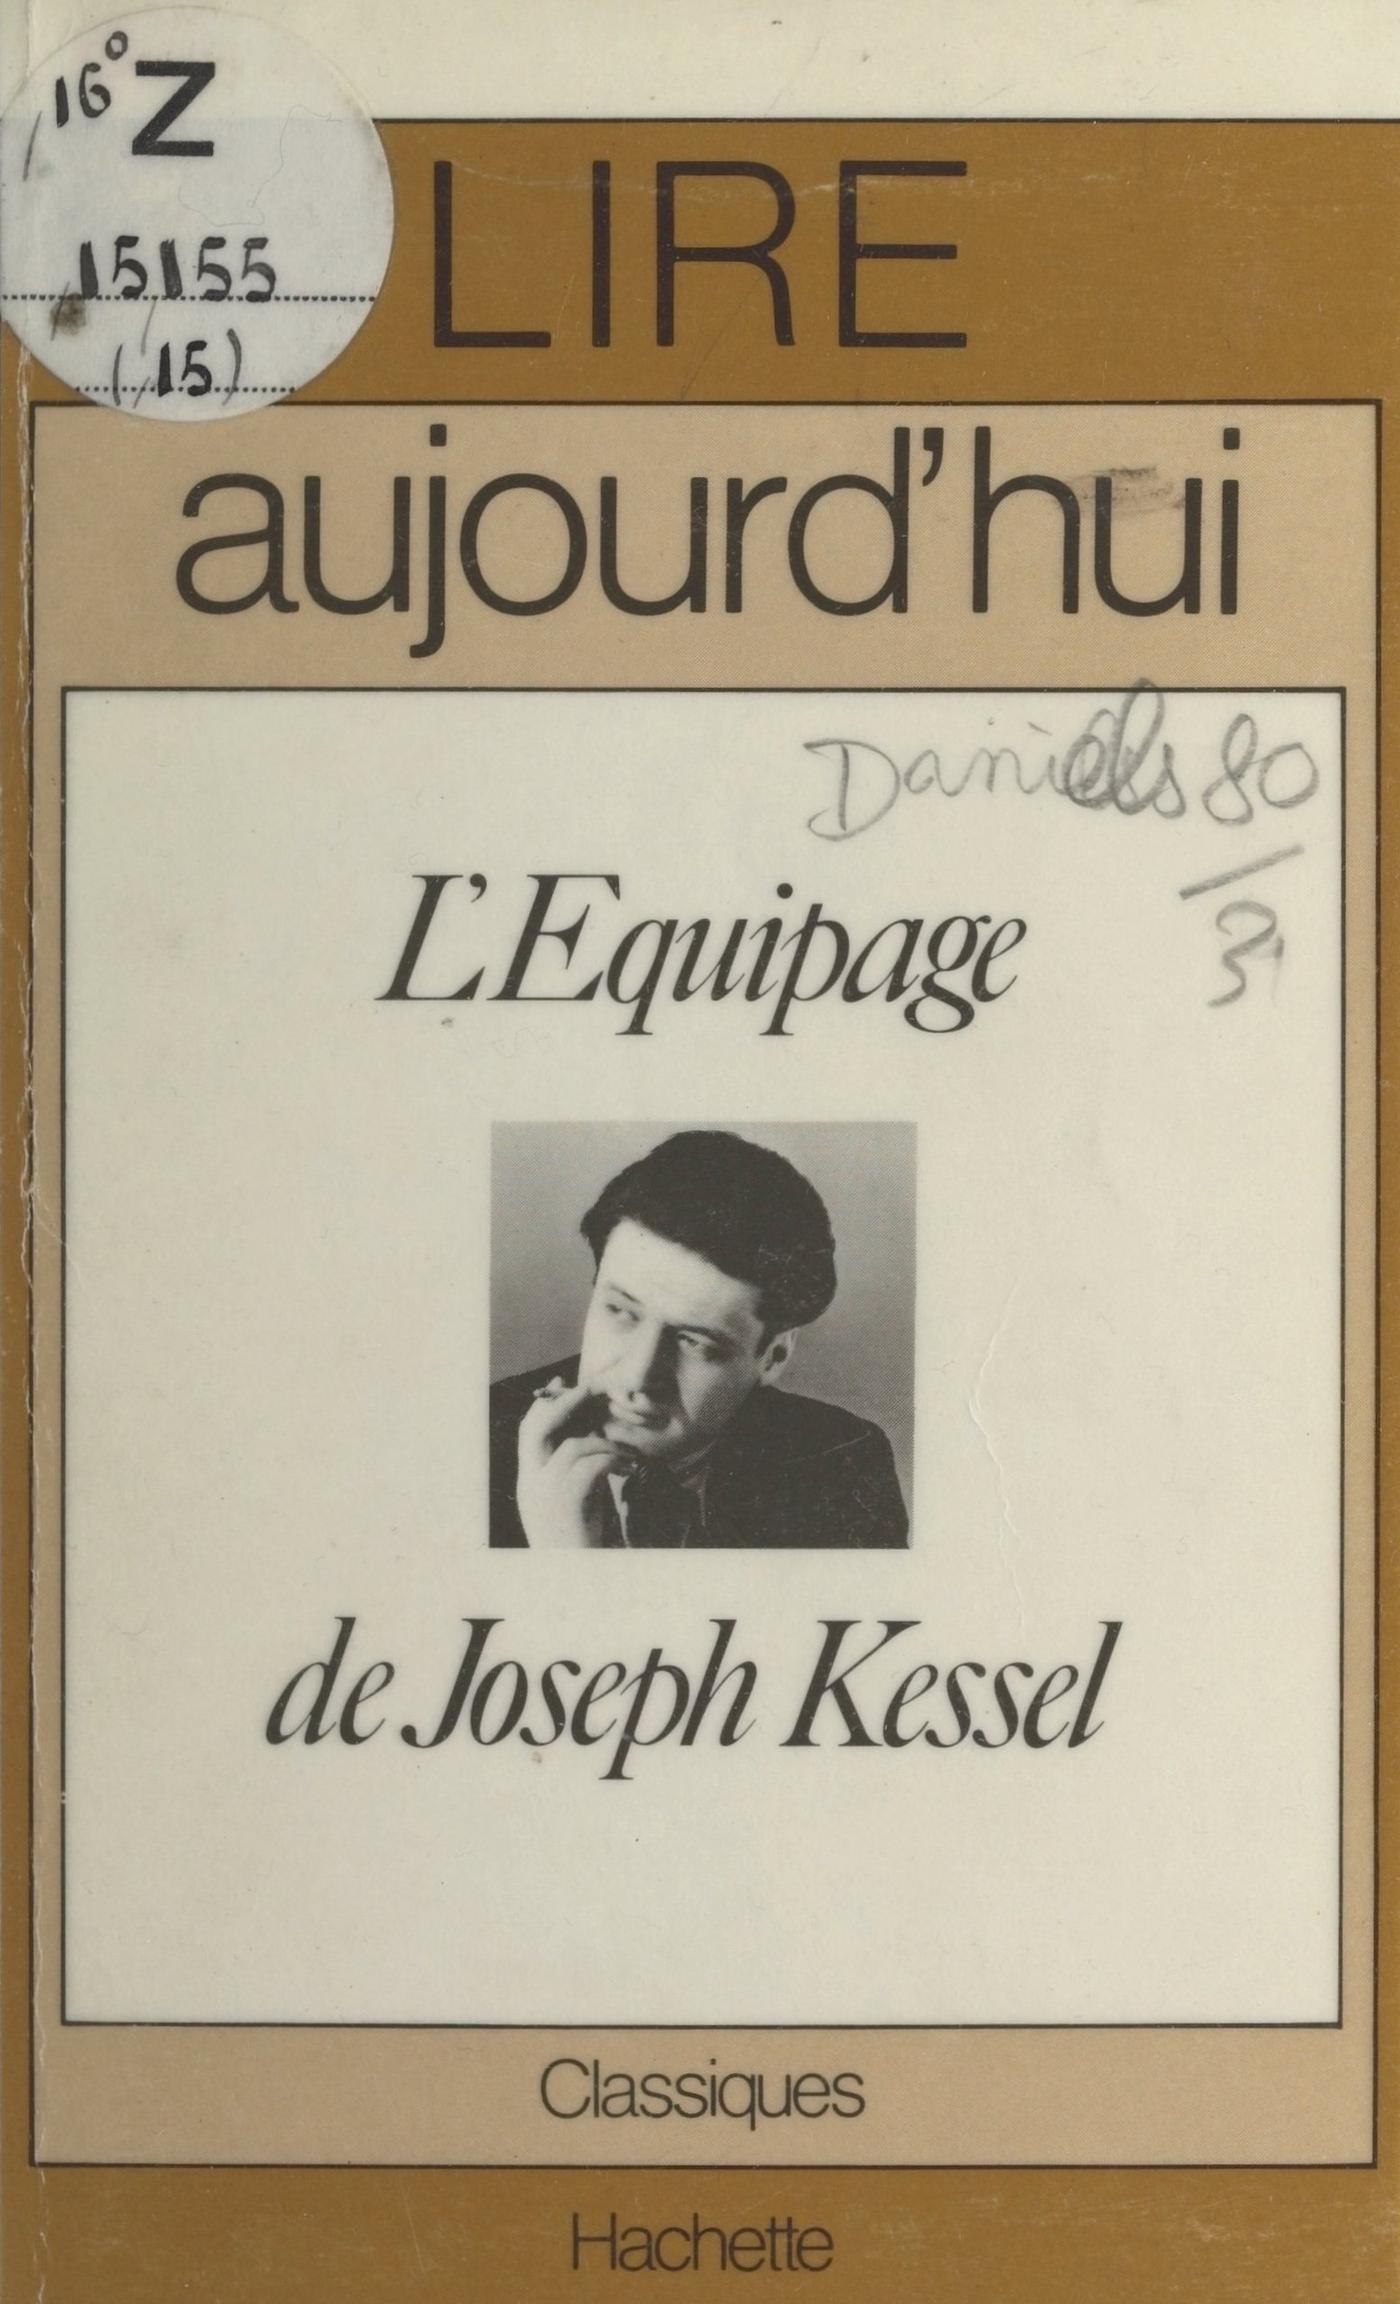 16° Z
15155
(15)
LIRE
aujourd'hui
Daniels 80
L'Equipage
de Joseph Kessel
Classiques
Hachette